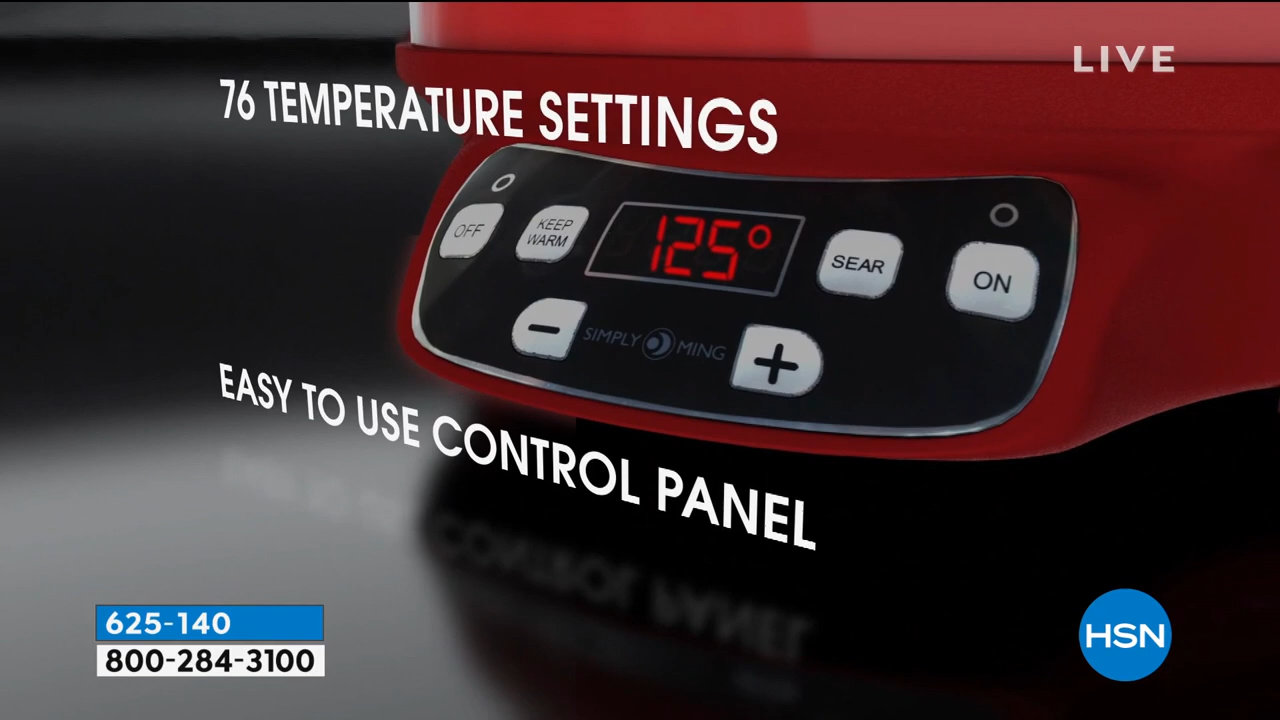 LIVE
76 TEMPERATURE SETTINGS
OFF
KEEP
WARM
125°
SEAR
ON
−
SIMPLY MING
+
EASY TO USE CONTROL PANEL
625-140
800-284-3100
HSN